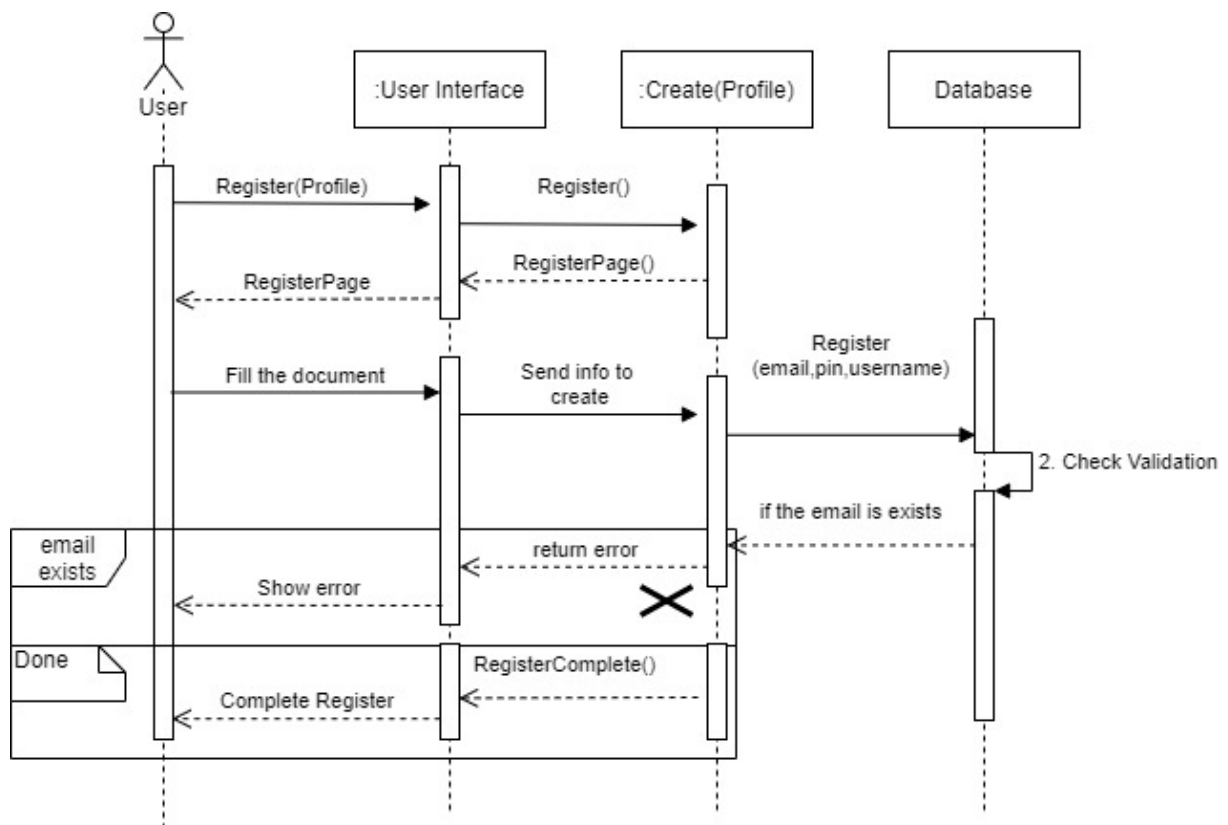 User
:User Interface
:Create(Profile)
Database
Register(Profile)
Register()
RegisterPage()
RegisterPage
Register
(email,pin,username)
Fill the document
Send info to
create
2. Check Validation
if the email is exists
email
exists
return error
Show error
Done
RegisterComplete()
Complete Register